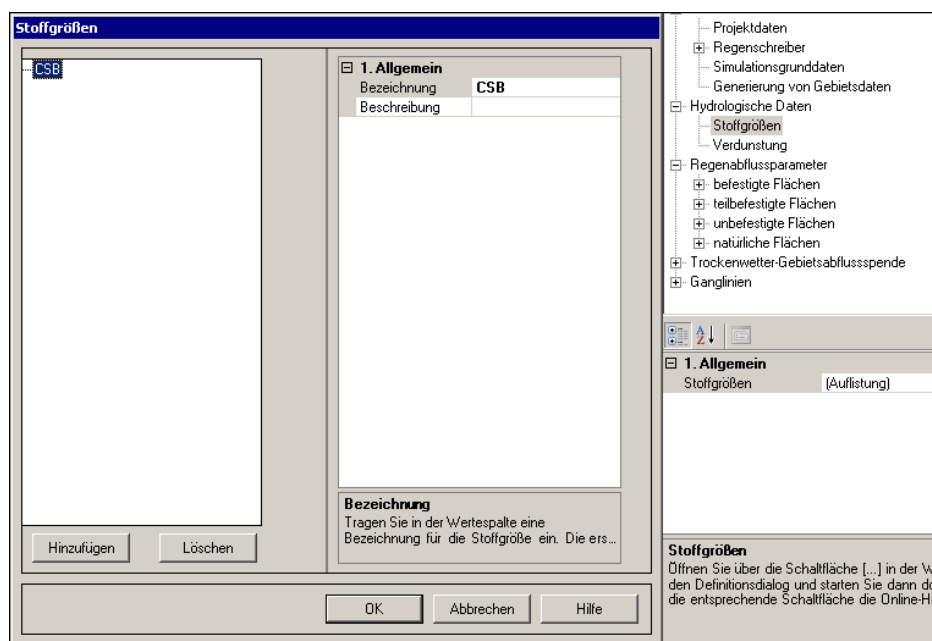 Stoffgrößen
CSB
1. Allgemein
Bezeichnung CSB
Beschreibung
Bezeichnung
Tragen Sie in der Wertespalte eine
Bezeichnung für die Stoffgröße ein. Die ers...
Hinzufügen Löschen
OK Abbrechen Hilfe
Projektdaten
Regenschreiber
Simulationsgrunddaten
Generierung von Gebietsdaten
Hydrologische Daten
Stoffgrößen
Verdunstung
Regenabflussparameter
befestigte Flächen
teilbefestigte Flächen
unbefestigte Flächen
natürliche Flächen
Trockenwetter-Gebietsabflussspende
Ganglinien
1. Allgemein
Stoffgrößen (Auflistung)
Stoffgrößen
Öffnen Sie über die Schaltfläche [...] in der W
den Definitionsdialog und starten Sie dann
die entsprechende Schaltfläche die Online-H